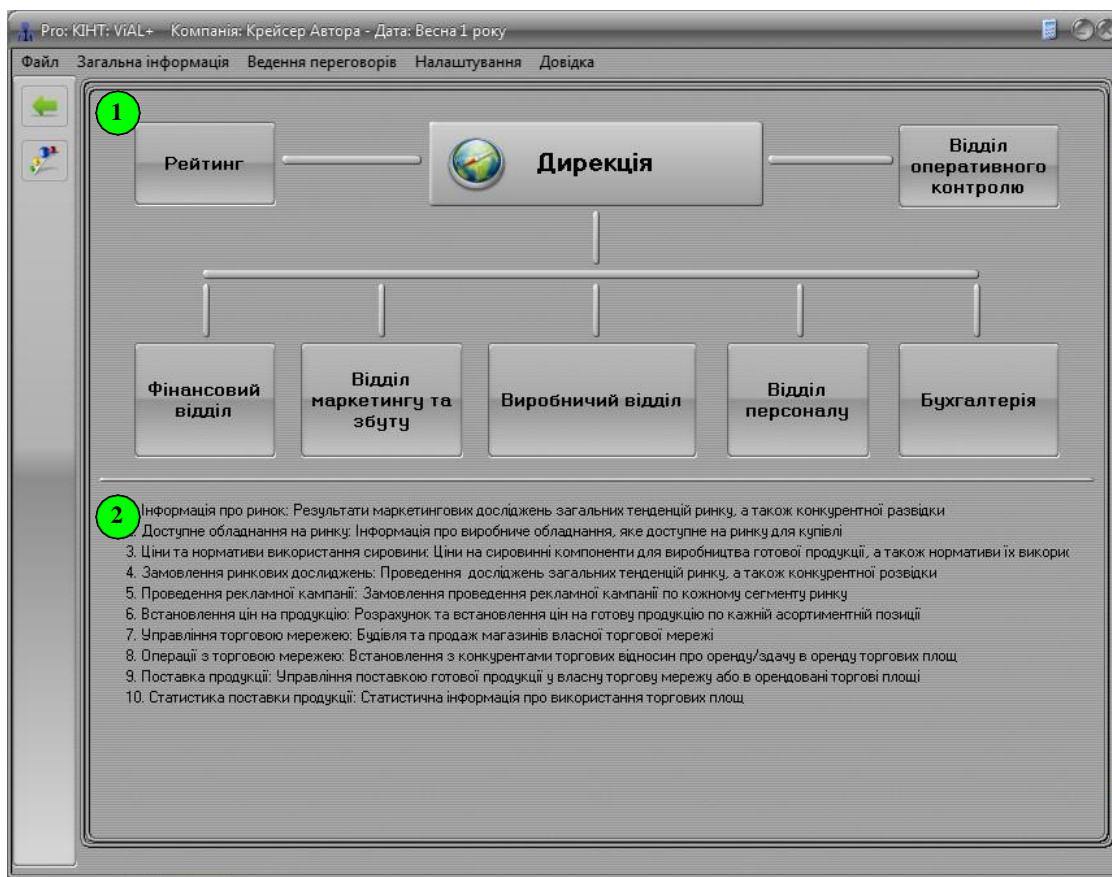 Pro: КІНТ: ViAL+ Компанія: Крейсер Автора - Дата: Весна 1 року
Файл Загальна інформація Ведення переговорів Налаштування Довідка
1
Рейтинг
Дирекція
Відділ
оперативного
контролю
Фінансовий
відділ
Відділ
маркетингу та
збуту
Виробничий відділ
Відділ
персоналу
Бухгалтерія
2
Інформація про ринок: Результати маркетингових досліджень загальних тенденцій ринку, а також конкурентної развідки
Доступне обладнання на ринку: Інформація про виробниче обладнання, яке доступне на ринку для купівлі
3. Ціни та нормативи використання сировини: Ціни на сировинні компоненти для виробництва готової продукції, а також нормативи їх викорис
4. Замовлення ринкових дослиджень: Проведення досліджень загальних тенденцій ринку, а також конкурентної розвідки
5. Проведення рекламної кампанії: Замовлення проведення рекламної кампанії по кожному сегменту ринку
6. Встановлення цін на продукцію: Розрахунок та встановлення цін на готову продукцію по кажній асортиментній позиції
7. Управління торговою мережею: Будівля та продаж магазинів власної торгової мережі
8. Операції з торговою мережею: Встановлення з конкурентами торгових відносин про оренду/здачу в оренду торгових площ
9. Поставка продукції: Управління поставкою готової продукції у власну торгову мережу або в орендовані торгові площі
10. Статистика поставки продукції: Статистична інформація про використання торгових площ